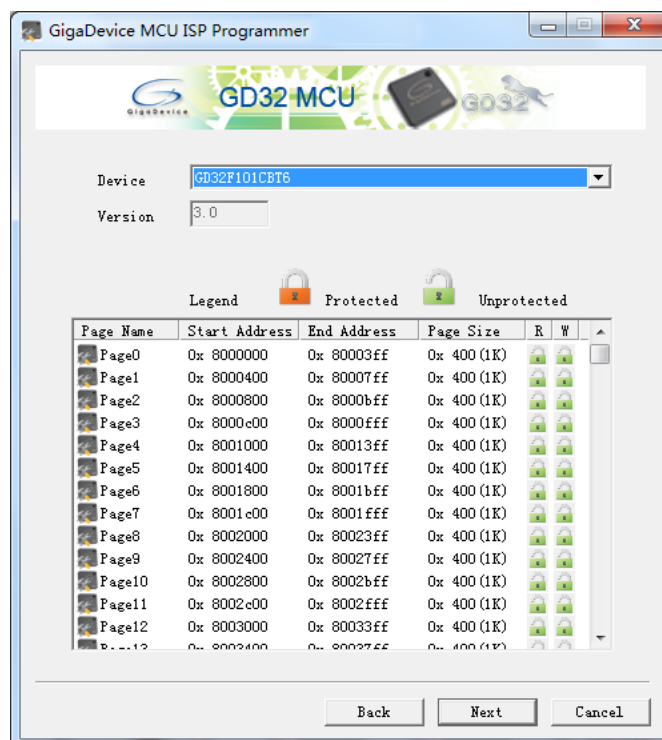 GigaDevice MCU ISP Programmer
GigaDevice
GD32 MCU
GD32
Device GD32F101CBT6
Version 3.0
Legend Protected Unprotected
Page Name Start Address End Address Page Size R W
Page0 0x 8000000 0x 80003ff 0x 400 (1K)
Page1 0x 8000400 0x 80007ff 0x 400 (1K)
Page2 0x 8000800 0x 8000bff 0x 400 (1K)
Page3 0x 8000c00 0x 8000fff 0x 400 (1K)
Page4 0x 8001000 0x 80013ff 0x 400 (1K)
Page5 0x 8001400 0x 80017ff 0x 400 (1K)
Page6 0x 8001800 0x 8001bff 0x 400 (1K)
Page7 0x 8001c00 0x 8001fff 0x 400 (1K)
Page8 0x 8002000 0x 80023ff 0x 400 (1K)
Page9 0x 8002400 0x 80027ff 0x 400 (1K)
Page10 0x 8002800 0x 8002bff 0x 400 (1K)
Page11 0x 8002c00 0x 8002fff 0x 400 (1K)
Page12 0x 8003000 0x 80033ff 0x 400 (1K)
Back Next Cancel